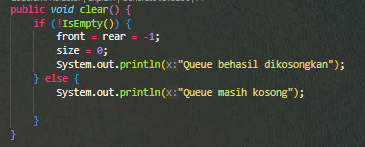 public void clear() {
if (!IsEmpty()) {
front = rear = -1;
size = 0;
System.out.println(x:"Queue behasil dikosongkan");
} else {
System.out.println(x:"Queue masih kosong");
}
}